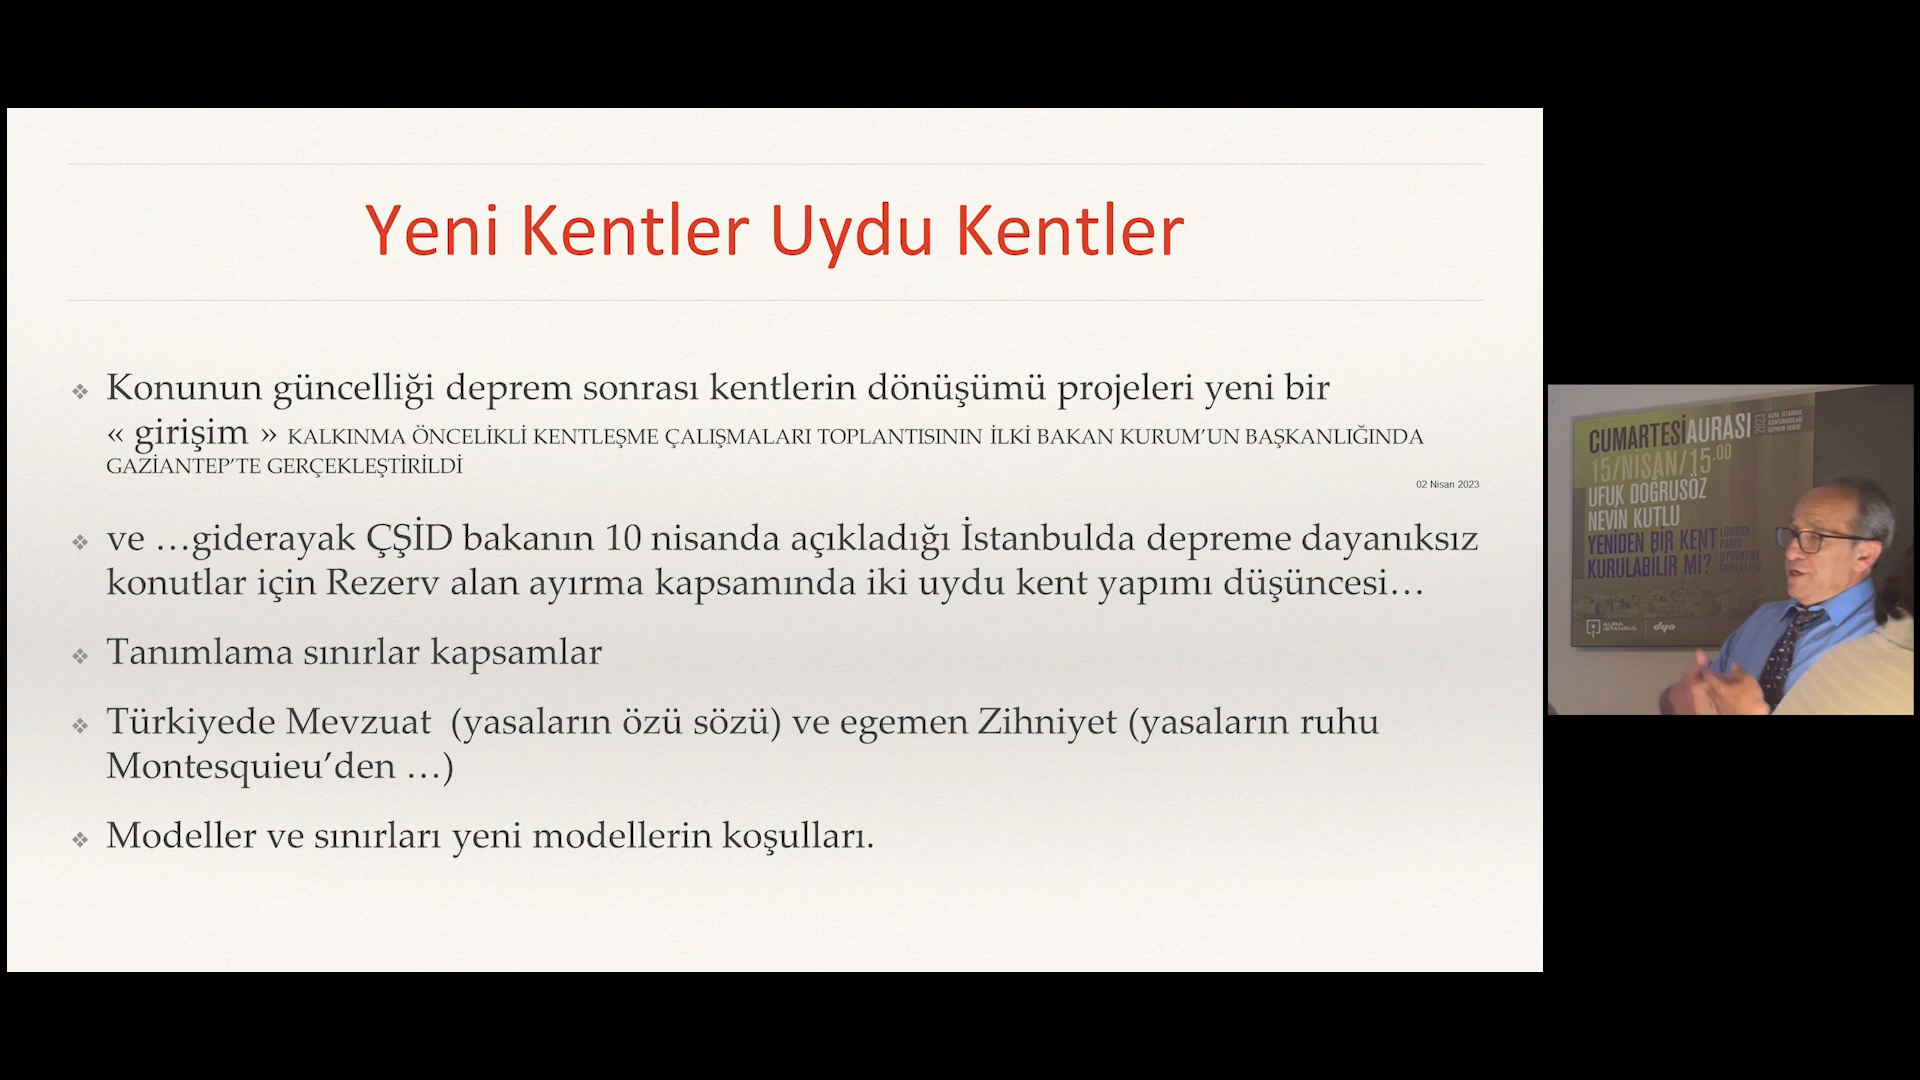 Yeni Kentler Uydu Kentler
Konunun güncelliği deprem sonrası kentlerin dönüşümü projeleri yeni bir
« girişim » KALKINMA ÖNCELİKLİ KENTLEŞME ÇALIŞMALARI TOPLANTISININ İLKİ BAKAN KURUM’UN BAŞKANLIĞINDA
GAZİANTEP’TE GERÇEKLEŞTİRİLDİ
02 Nisan 2023
ve …giderayak ÇŞİD bakanın 10 nisanda açıkladığı İstanbulda depreme dayanıksız
konutlar için Rezerv alan ayırma kapsamında iki uydu kent yapımı düşüncesi…
Tanımlama sınırlar kapsamlar
Türkiyede Mevzuat (yasaların özü sözü) ve egemen Zihniyet (yasaların ruhu
Montesquieu’den …)
Modeller ve sınırları yeni modellerin koşulları.
CUMARTESİAURASI
2023
15/NİSAN/15.00
UFUK DOĞRUSÖZ
NEVİN KUTLU
YENİDEN BİR KENT
KURULABİLİR Mİ?
LONDRA
PARİS
AURA
İSTANBUL
dyo